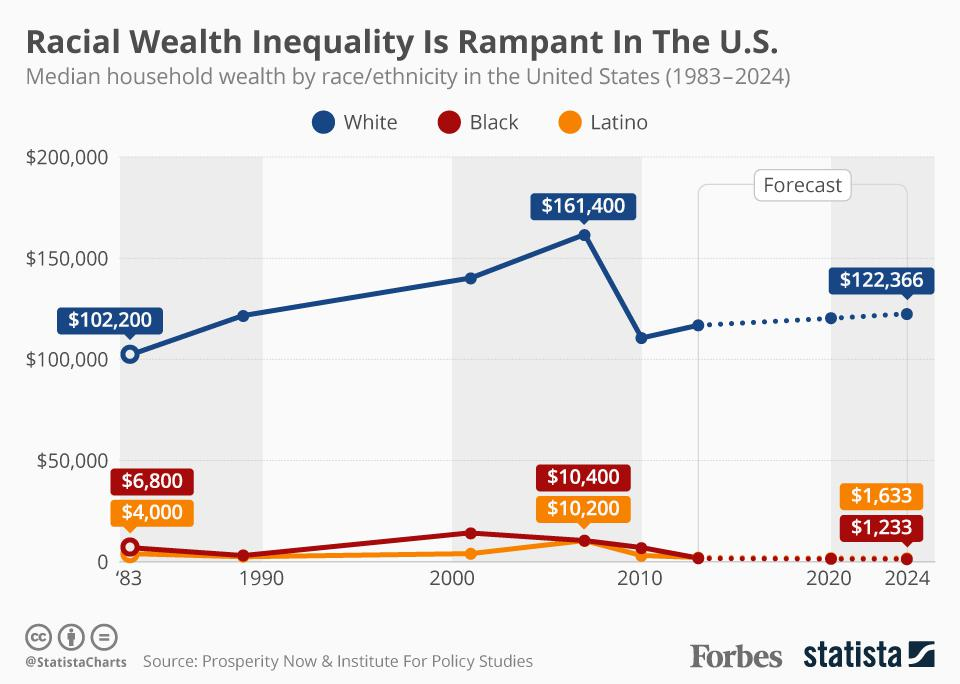 Racial Wealth Inequality Is Rampant In The U.S.
Median household wealth by race/ethnicity in the United States (1983–2024)
White Black Latino
$200,000
Forecast
$161,400
$150,000
$122,366
$102,200
$100,000
$50,000
$6,800
$10,400
$4,000
$10,200
$1,633
$1,233
0
‘83 1990 2000 2010 2020 2024
cc
@StatistaCharts Source: Prosperity Now & Institute For Policy Studies
Forbes statista